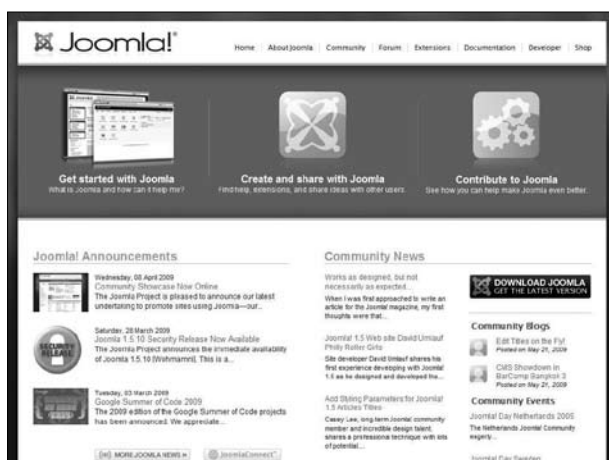 Joomla!®
Home
About Joomla
Community
Forum
Extensions
Documentation
Developer
Shop
Get started with Joomla
What is Joomla and how can it help me?
Create and share with Joomla
Find help, extensions, and share ideas with other users.
Contribute to Joomla
See how you can help make Joomla even better.
Joomla! Announcements
Wednesday, 08 April 2009
Community Showcase Now Online
The Joomla Project is pleased to announce our latest
undertaking to promote sites using Joomla—our...
SECURITY
RELEASE
Saturday, 28 March 2009
Joomla 1.5.10 Security Release Now Available
The Joomla Project announces the immediate availability
of Joomla 1.5.10 [Wohmamni]. This is a...
Tuesday, 03 March 2009
Google Summer of Code 2009
The 2009 edition of the Google Summer of Code projects
has been announced. We appreciate...
MORE JOOMLA NEWS »
JoomlaConnect™
Community News
Works as designed, but not
necessarily as expected...
When I was first approached to write an
article for the Joomla! magazine, my first
thoughts were that...
Joomla! 1.5 Web site David Umlauf
Philly Roller Girls
Site developer David Umlauf shares his
first experience developing with Joomla!
1.5 as he designed and developed the...
Add Styling Parameters for Joomla!
1.5 Articles Titles
Casey Lee, long-term Joomla! community
member and incredible design talent,
shares a professional technique with lots
of potential...
DOWNLOAD JOOMLA
GET THE LATEST VERSION
Community Blogs
Edit Titles on the Fly!
Posted on May 21, 2009
CMS Showdown in
BarComp Bangkok 3
Posted on May 21, 2009
Community Events
Joomla! Day Netherlands 2005
The Netherlands Joomla! Community
eagerly...
Joomla! Day Sweden